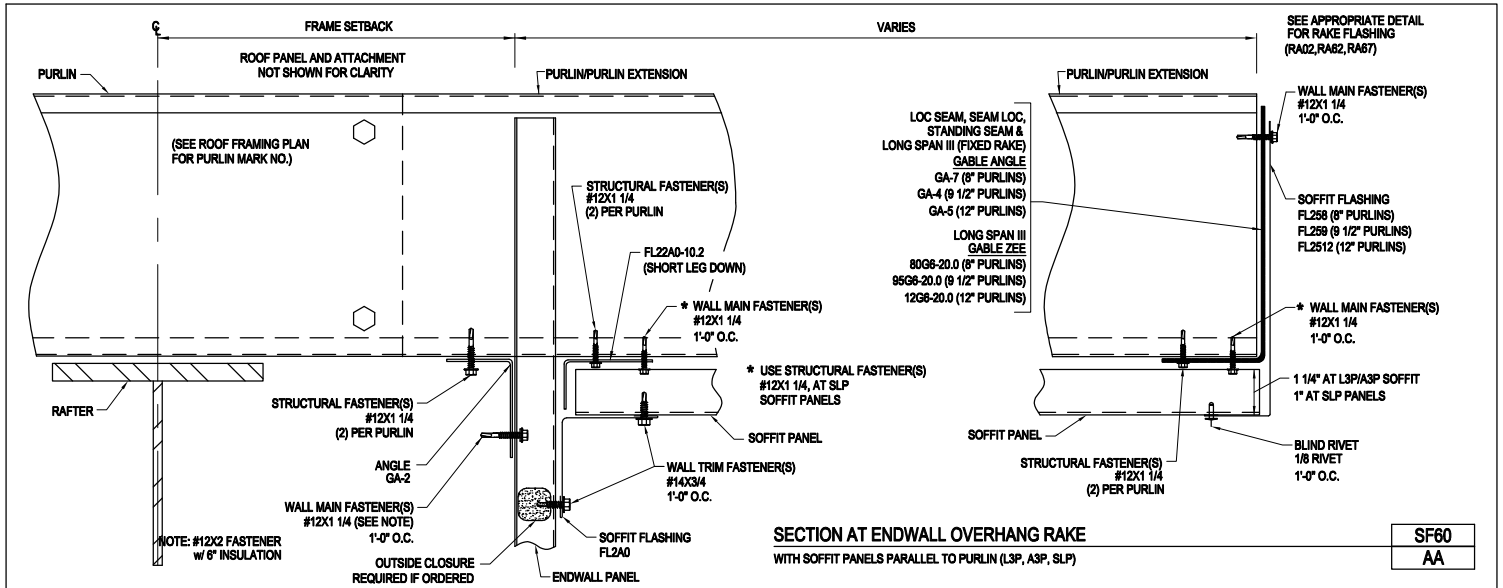 FRAME SETBACK
VARIES
SEE APPROPRIATE DETAIL
FOR RAKE FLASHING
(RA02,RA62,RA67)
ROOF PANEL AND ATTACHMENT
NOT SHOWN FOR CLARITY
PURLIN
PURLIN/PURLIN EXTENSION
PURLIN/PURLIN EXTENSION
WALL MAIN FASTENER(S)
#12X1 1/4
1'-0" O.C.
(SEE ROOF FRAMING PLAN
FOR PURLIN MARK NO.)
LOC SEAM, SEAM LOC,
STANDING SEAM &
LONG SPAN III (FIXED RAKE)
GABLE ANGLE
GA-7 (8" PURLINS)
GA-4 (9 1/2" PURLINS)
GA-5 (12" PURLINS)
LONG SPAN III
GABLE ZEE
80G6-20.0 (8" PURLINS)
95G6-20.0 (9 1/2" PURLINS)
12G6-20.0 (12" PURLINS)
STRUCTURAL FASTENER(S)
#12X1 1/4
(2) PER PURLIN
SOFFIT FLASHING
FL258 (8" PURLINS)
FL259 (9 1/2" PURLINS)
FL2512 (12" PURLINS)
FL22A0-10.2
(SHORT LEG DOWN)
* WALL MAIN FASTENER(S)
#12X1 1/4
1'-0" O.C.
* WALL MAIN FASTENER(S)
#12X1 1/4
1'-0" O.C.
* USE STRUCTURAL FASTENER(S)
#12X1 1/4, AT SLP
SOFFIT PANELS
RAFTER
STRUCTURAL FASTENER(S)
#12X1 1/4
(2) PER PURLIN
1 1/4" AT L3P/A3P SOFFIT
1" AT SLP PANELS
SOFFIT PANEL
SOFFIT PANEL
ANGLE
GA-2
WALL TRIM FASTENER(S)
#14X3/4
1'-0" O.C.
STRUCTURAL FASTENER(S)
#12X1 1/4
(2) PER PURLIN
BLIND RIVET
1/8 RIVET
1'-0" O.C.
WALL MAIN FASTENER(S)
#12X1 1/4 (SEE NOTE)
1'-0" O.C.
NOTE: #12X2 FASTENER
w/ 6" INSULATION
SOFFIT FLASHING
FL2A0
OUTSIDE CLOSURE
REQUIRED IF ORDERED
ENDWALL PANEL
SECTION AT ENDWALL OVERHANG RAKE
WITH SOFFIT PANELS PARALLEL TO PURLIN (L3P, A3P, SLP)
SF60
AA